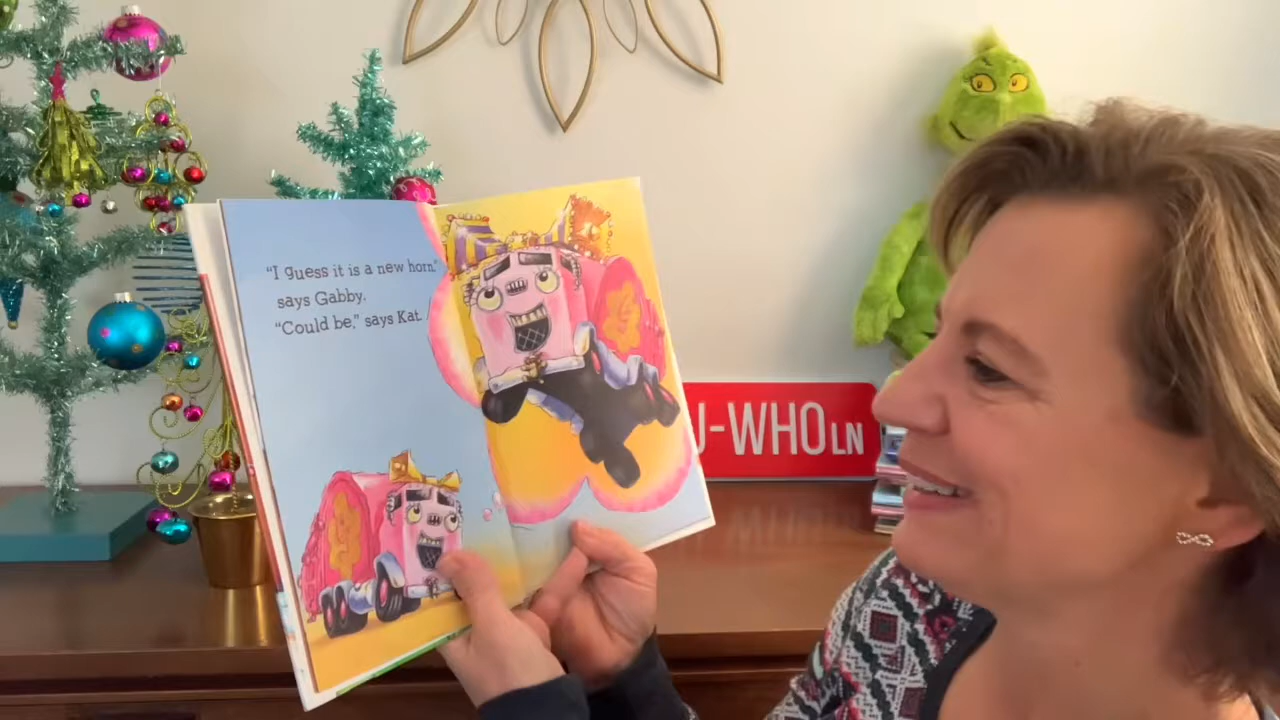 "I guess it is a new horn."
says Gabby.
"Could be," says Kat.
J-WHO LN